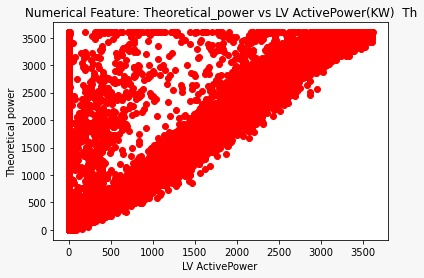 Numerical Feature: Theoretical_power vs LV ActivePower(KW)  Th
3500
3000
2500
2000
1500
1000
500
0
Theoretical power
0 500 1000 1500 2000 2500 3000 3500
LV ActivePower